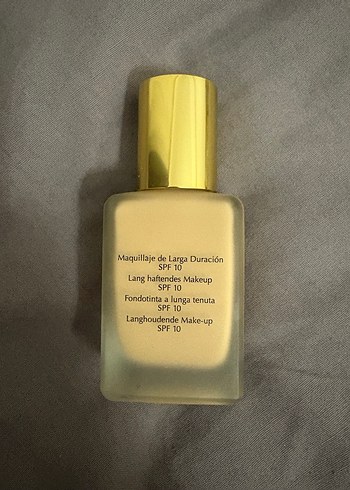 Maquillaje de Larga Duración
SPF 10
Lang haftendes Makeup
SPF 10
Fondotinta a lunga tenuta
SPF 10
Langhoudende Make-up
SPF 10